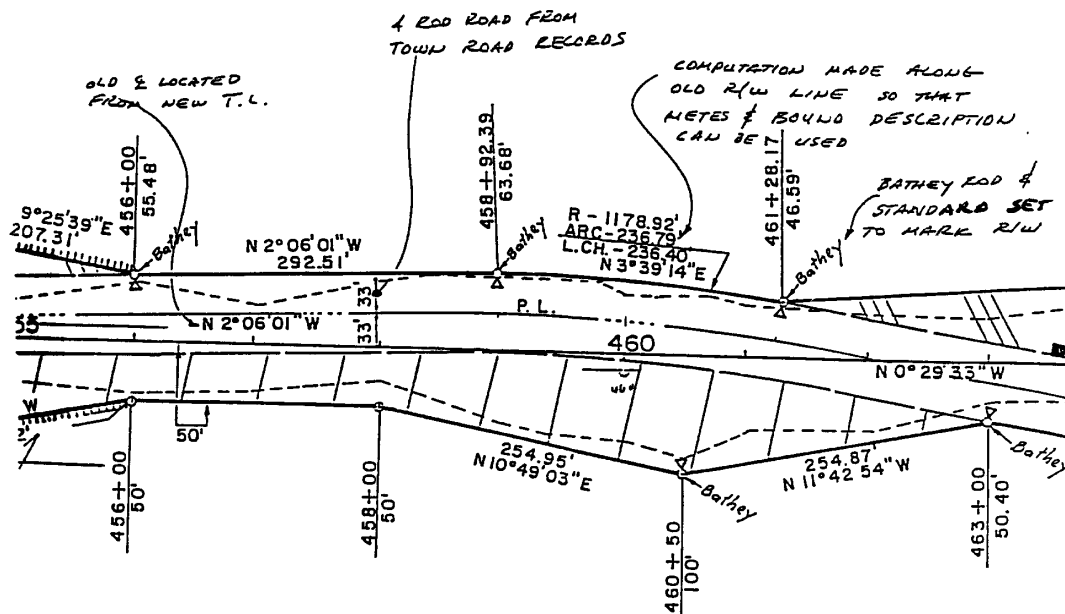 4 ROD ROAD FROM
TOWN ROAD RECORDS
OLD ℄ LOCATED
FROM NEW T.L.
COMPUTATION MADE ALONG
OLD R/W LINE SO THAT
METES & BOUND DESCRIPTION
CAN BE USED
BATHEY ROD &
STANDARD SET
TO MARK R/W
456+00
55.48'
458+92.39
63.68'
461+28.17
46.59'
9°25'39"E
207.31'
Bathey
N 2°06'01"W
292.51'
Bathey
R - 1178.92'
ARC-236.79'
L.CH.-236.40'
N 3°39'14"E
Bathey
33'
33'
P.L.
N 2°06'01"W
55
460
N 0°29'33"W
46"
W
2'
50'
254.95'
N 10°49'03"E
254.87'
N 11°42'54"W
Bathey
Bathey
456+00
50'
458+00
50'
460+50
100'
463+00
50.40'